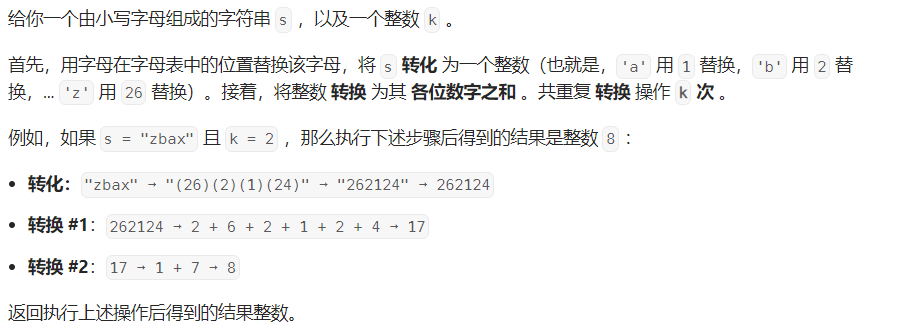 给你一个由小写字母组成的字符串 s ，以及一个整数 k 。
首先，用字母在字母表中的位置替换该字母，将 s 转化 为一个整数（也就是，'a' 用 1 替换，'b' 用 2 替
换，... 'z' 用 26 替换）。接着，将整数 转换 为其 各位数字之和 。共重复 转换 操作 k 次 。
例如，如果 s = "zbax" 且 k = 2 ，那么执行下述步骤后得到的结果是整数 8 ：
• 转化："zbax" → "(26)(2)(1)(24)" → "262124" → 262124
• 转换 #1：262124 → 2 + 6 + 2 + 1 + 2 + 4 → 17
• 转换 #2：17 → 1 + 7 → 8
返回执行上述操作后得到的结果整数。